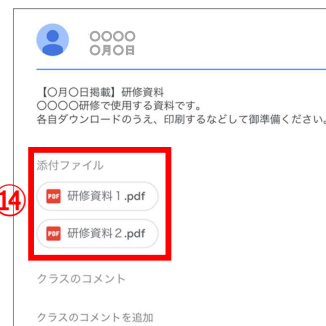 〇〇〇〇
〇月〇日
【〇月〇日掲載】研修資料
〇〇〇〇研修で使用する資料です。
各自ダウンロードのうえ、印刷するなどして御準備ください。
添付ファイル
⑭
PDF 研修資料１.pdf
PDF 研修資料２.pdf
クラスのコメント
クラスのコメントを追加